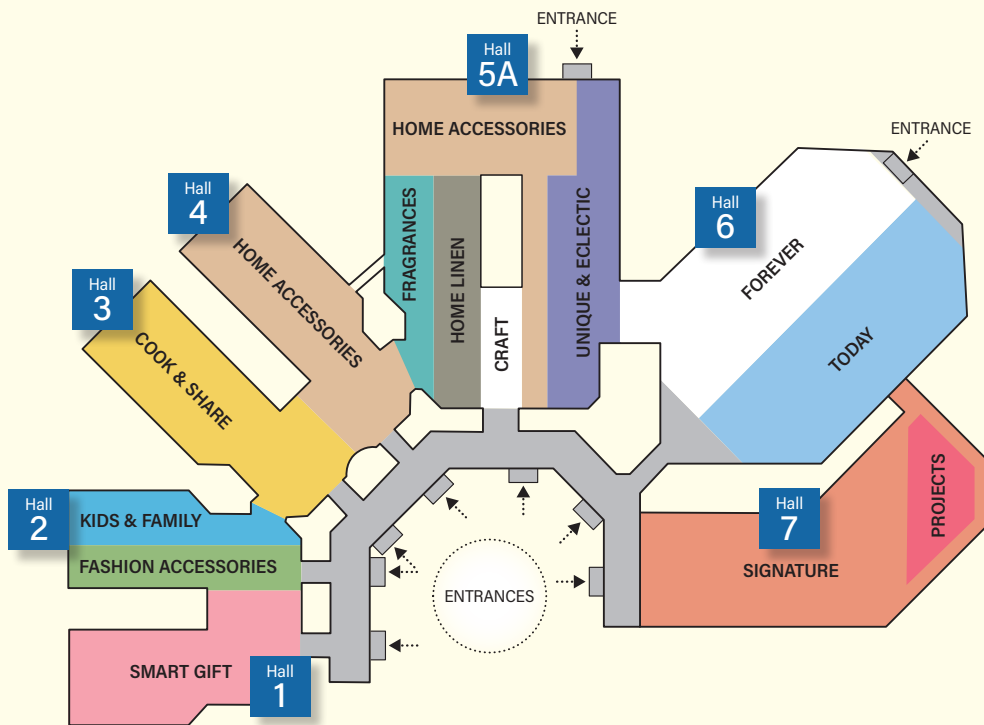 ENTRANCE
Hall
5A
HOME ACCESSORIES
ENTRANCE
Hall
4
HOME ACCESSORIES
FRAGRANCES
HOME LINEN
CRAFT
UNIQUE & ECLECTIC
Hall
6
FOREVER
TODAY
Hall
3
COOK & SHARE
Hall
2
KIDS & FAMILY
FASHION ACCESSORIES
Hall
7
SIGNATURE
PROJECTS
ENTRANCES
SMART GIFT
Hall
1